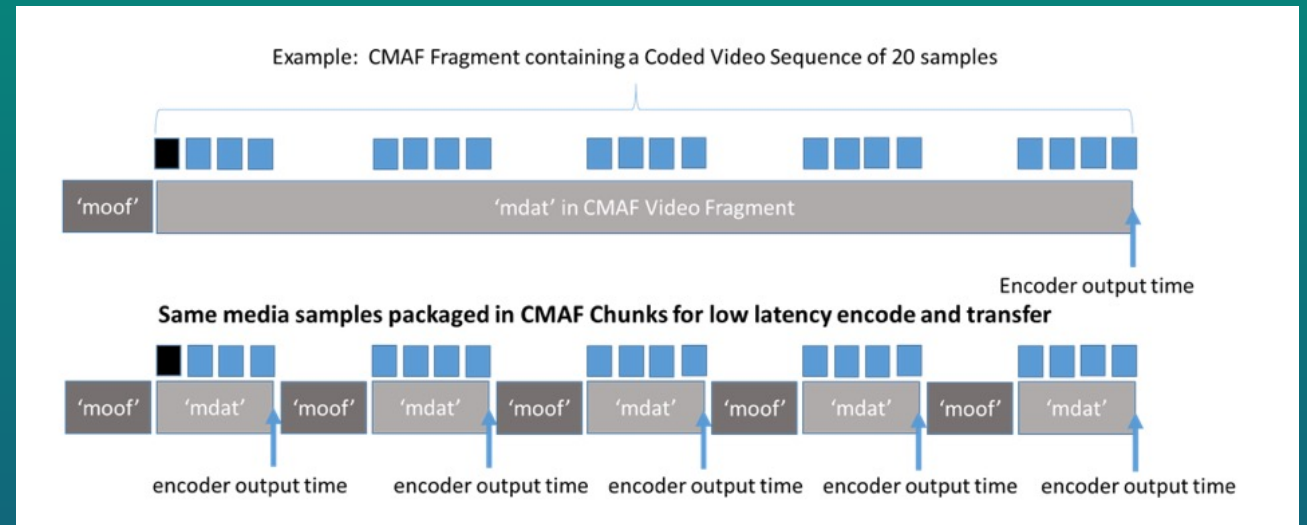 Example: CMAF Fragment containing a Coded Video Sequence of 20 samples
‘moof’ ‘mdat’ in CMAF Video Fragment
Encoder output time
Same media samples packaged in CMAF Chunks for low latency encode and transfer
‘moof’ ‘mdat’ ‘moof’ ‘mdat’ ‘moof’ ‘mdat’ ‘moof’ ‘mdat’ ‘moof’ ‘mdat’
encoder output time encoder output time encoder output time encoder output time encoder output time